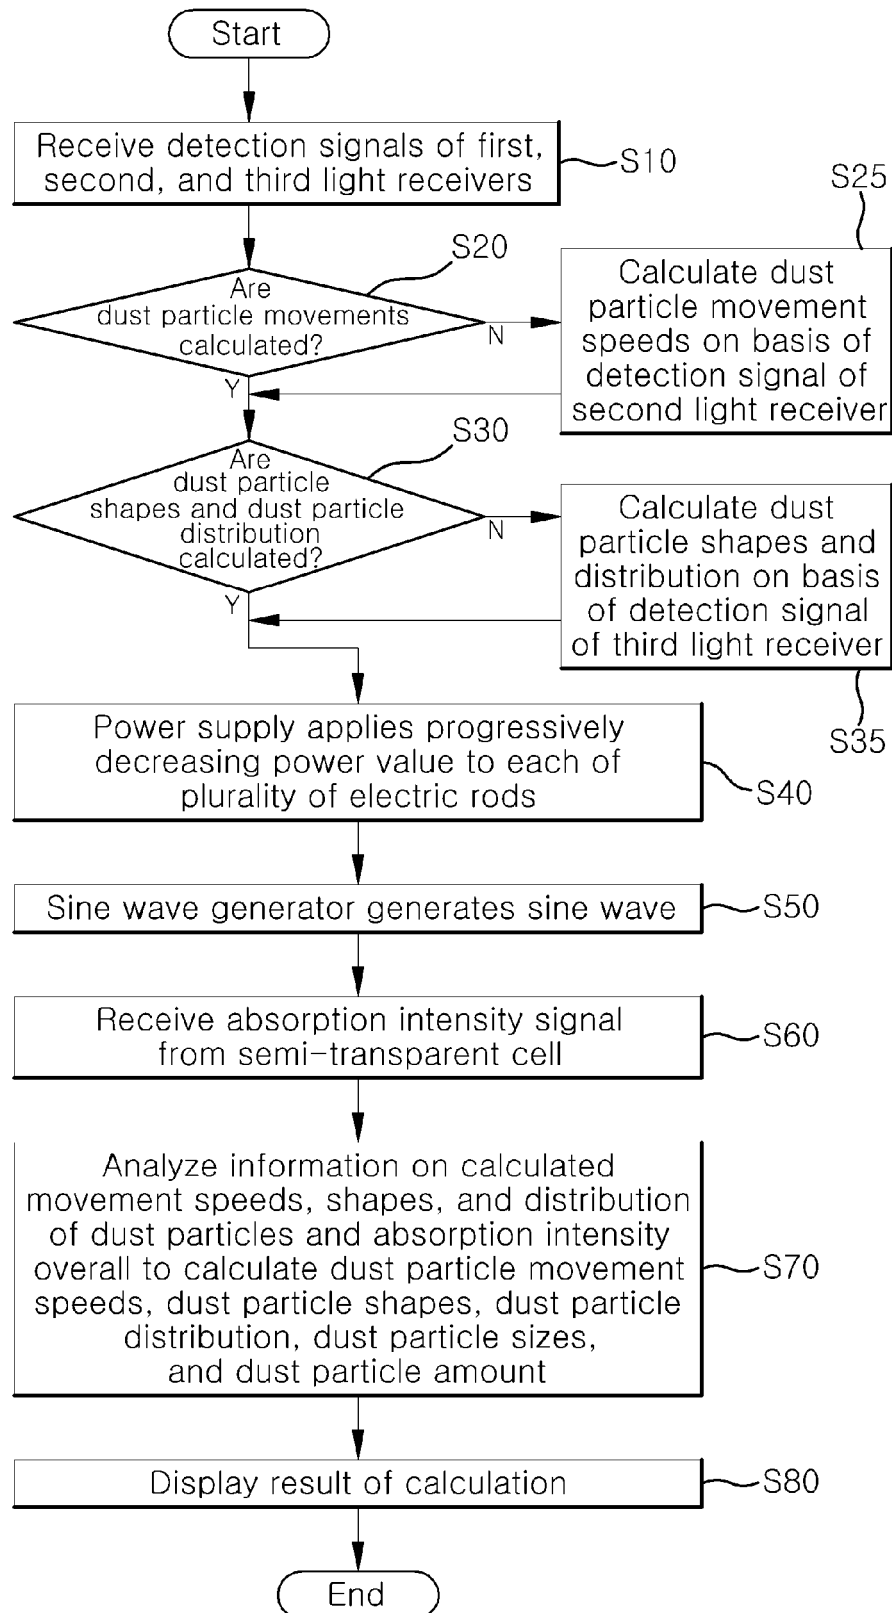 Start
Receive detection signals of first,
second, and third light receivers
S10
S20
Are
dust particle movements
calculated?
N
Y
S25
Calculate dust
particle movement
speeds on basis of
detection signal of
second light receiver
S30
Are
dust particle
shapes and dust particle
distribution
calculated?
N
Y
Calculate dust
particle shapes and
distribution on basis
of detection signal
of third light receiver
S35
Power supply applies progressively
decreasing power value to each of
plurality of electric rods
S40
Sine wave generator generates sine wave
S50
Receive absorption intensity signal
from semi-transparent cell
S60
Analyze information on calculated
movement speeds, shapes, and distribution
of dust particles and absorption intensity
overall to calculate dust particle movement
speeds, dust particle shapes, dust particle
distribution, dust particle sizes,
and dust particle amount
S70
Display result of calculation
S80
End